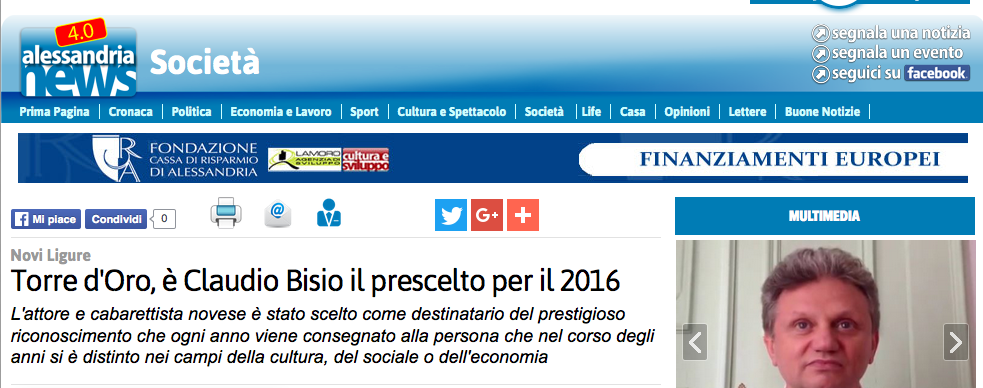 4.0
alessandria
news
Società
segnala una notizia
segnala un evento
seguici su facebook
Prima Pagina Cronaca Politica Economia e Lavoro Sport Cultura e Spettacolo Società Life Casa Opinioni Lettere Buone Notizie
FONDAZIONE
CASSA DI RISPARMIO
DI ALESSANDRIA
LAMORO
AGENZIA DI
SVILUPPO
cultura e
sviluppo
FINANZIAMENTI EUROPEI
Mi piace Condividi 0
G+
MULTIMEDIA
Novi Ligure
Torre d'Oro, è Claudio Bisio il prescelto per il 2016
L'attore e cabarettista novese è stato scelto come destinatario del prestigioso
riconoscimento che ogni anno viene consegnato alla persona che nel corso degli
anni si è distinto nei campi della cultura, del sociale o dell'economia